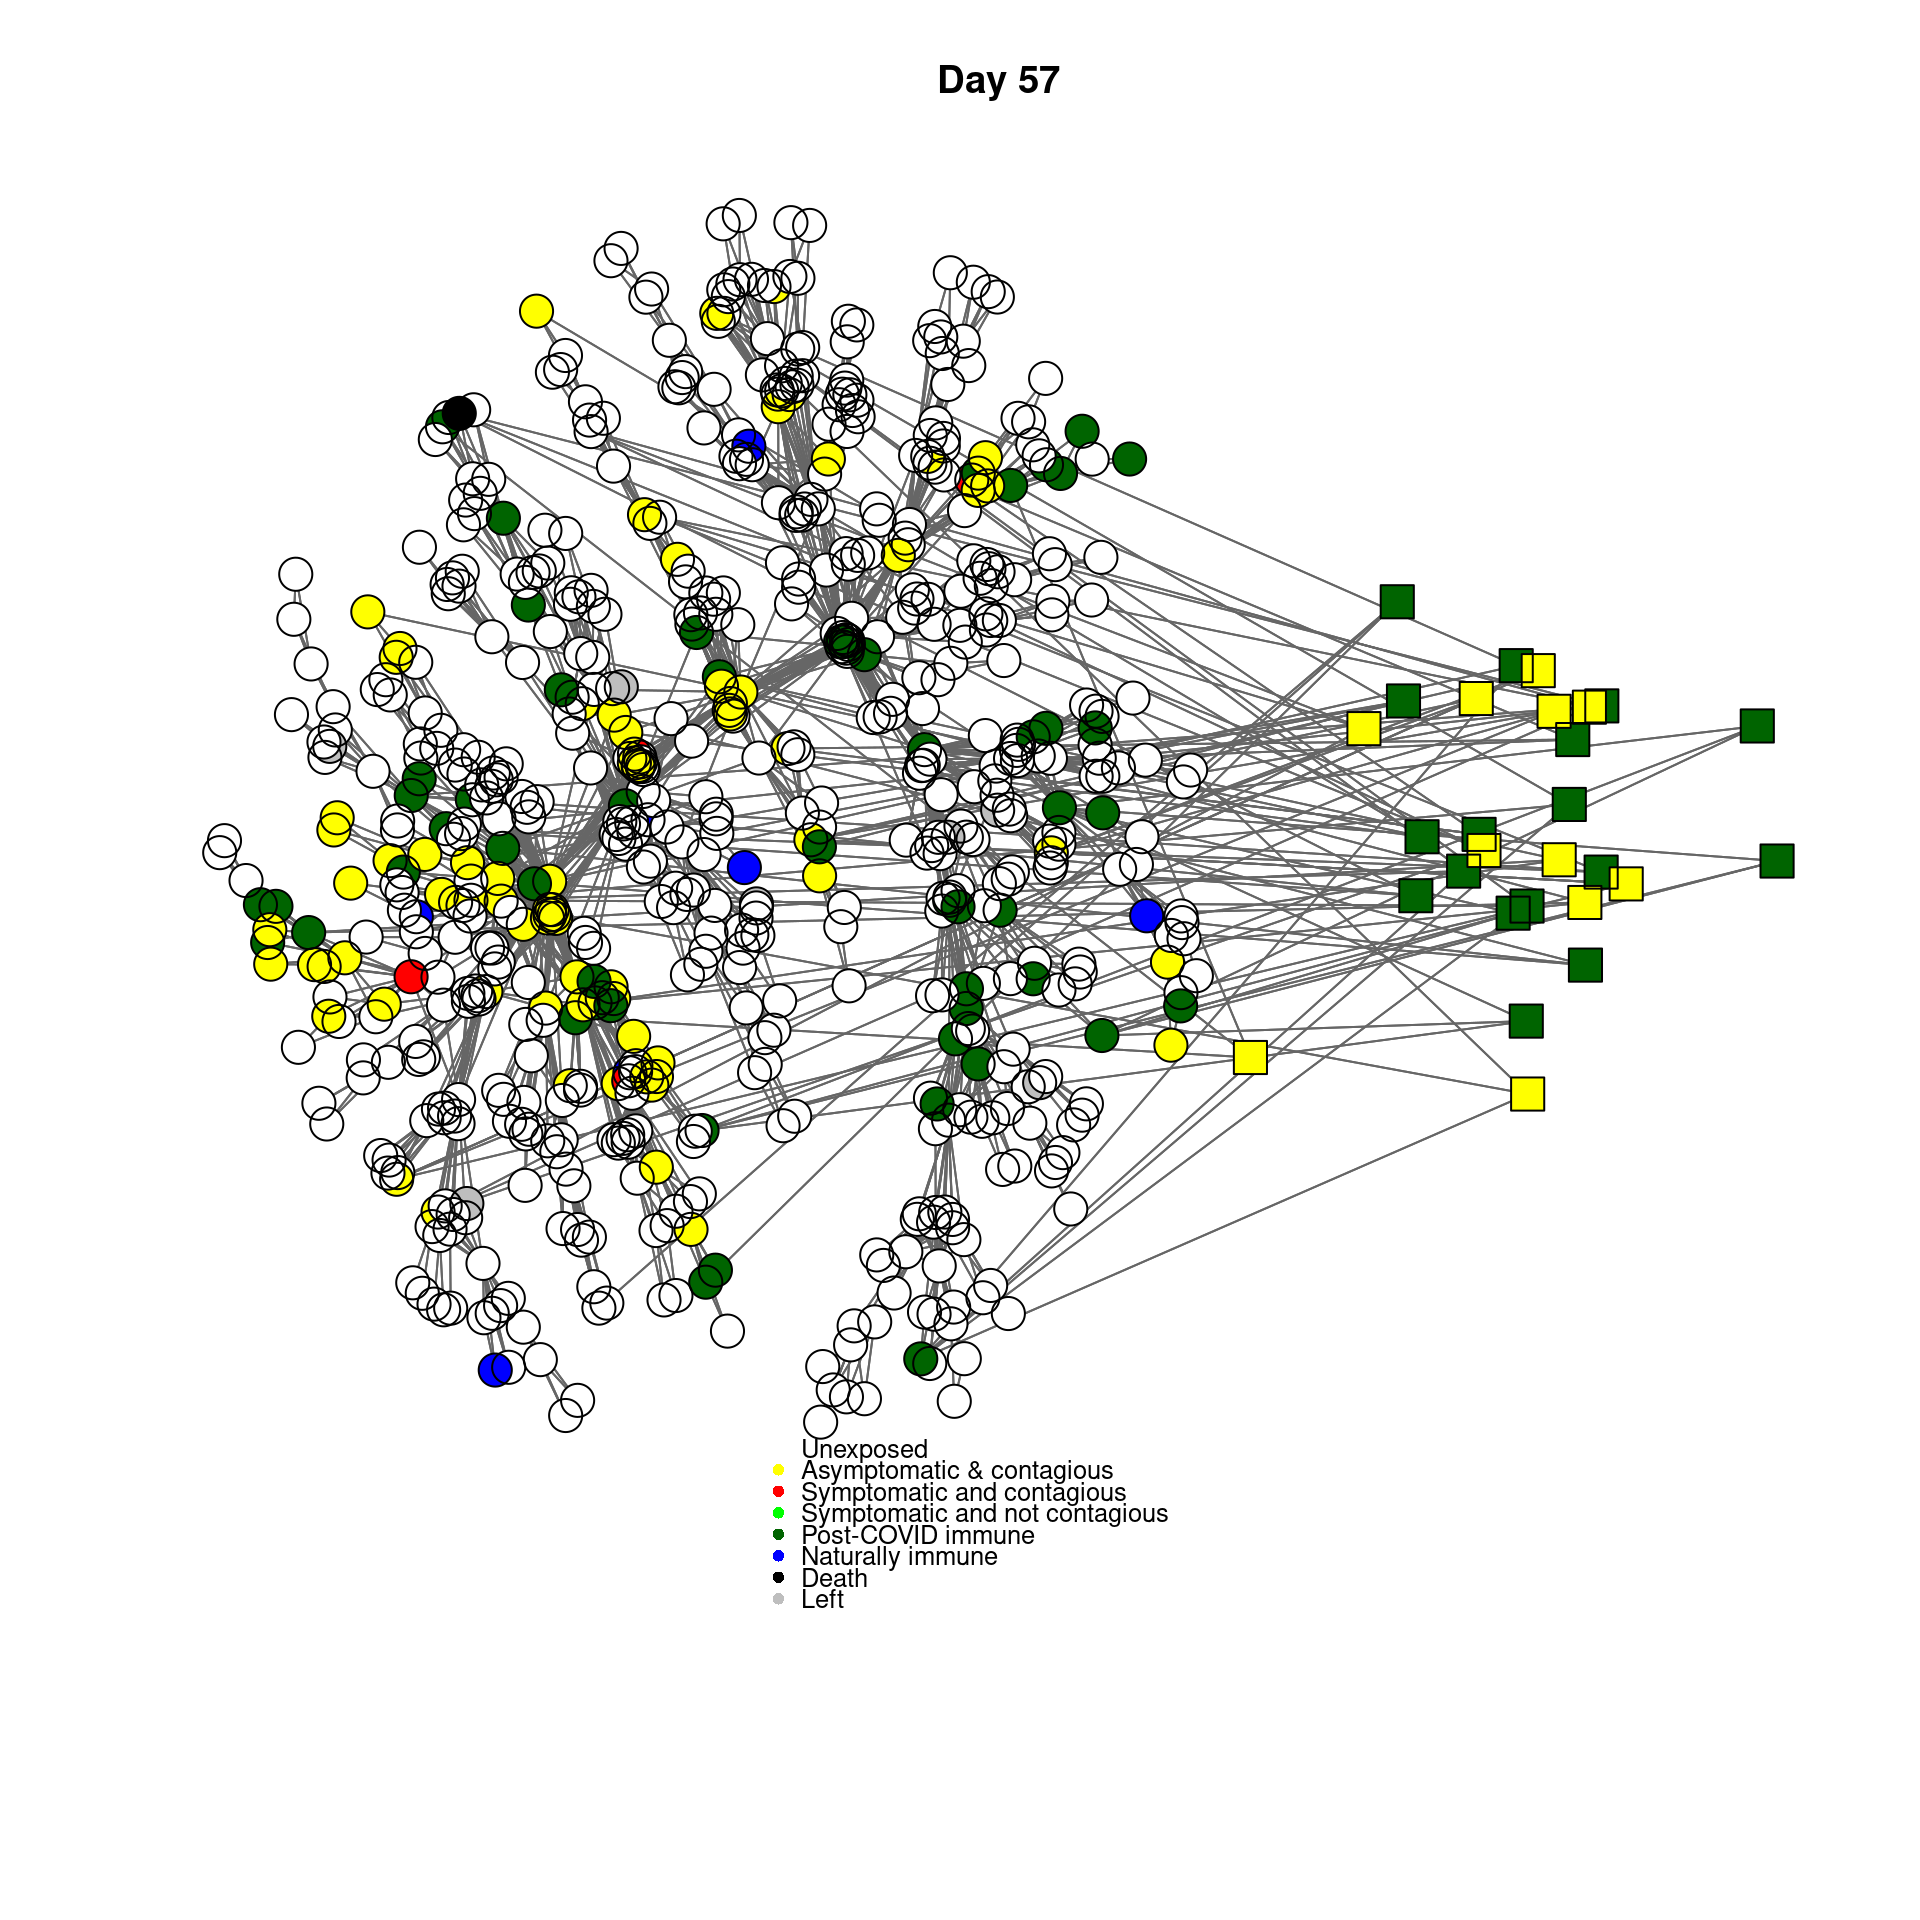 Day 57
Unexposed
Asymptomatic & contagious
Symptomatic and contagious
Symptomatic and not contagious
Post-COVID immune
Naturally immune
Death
Left